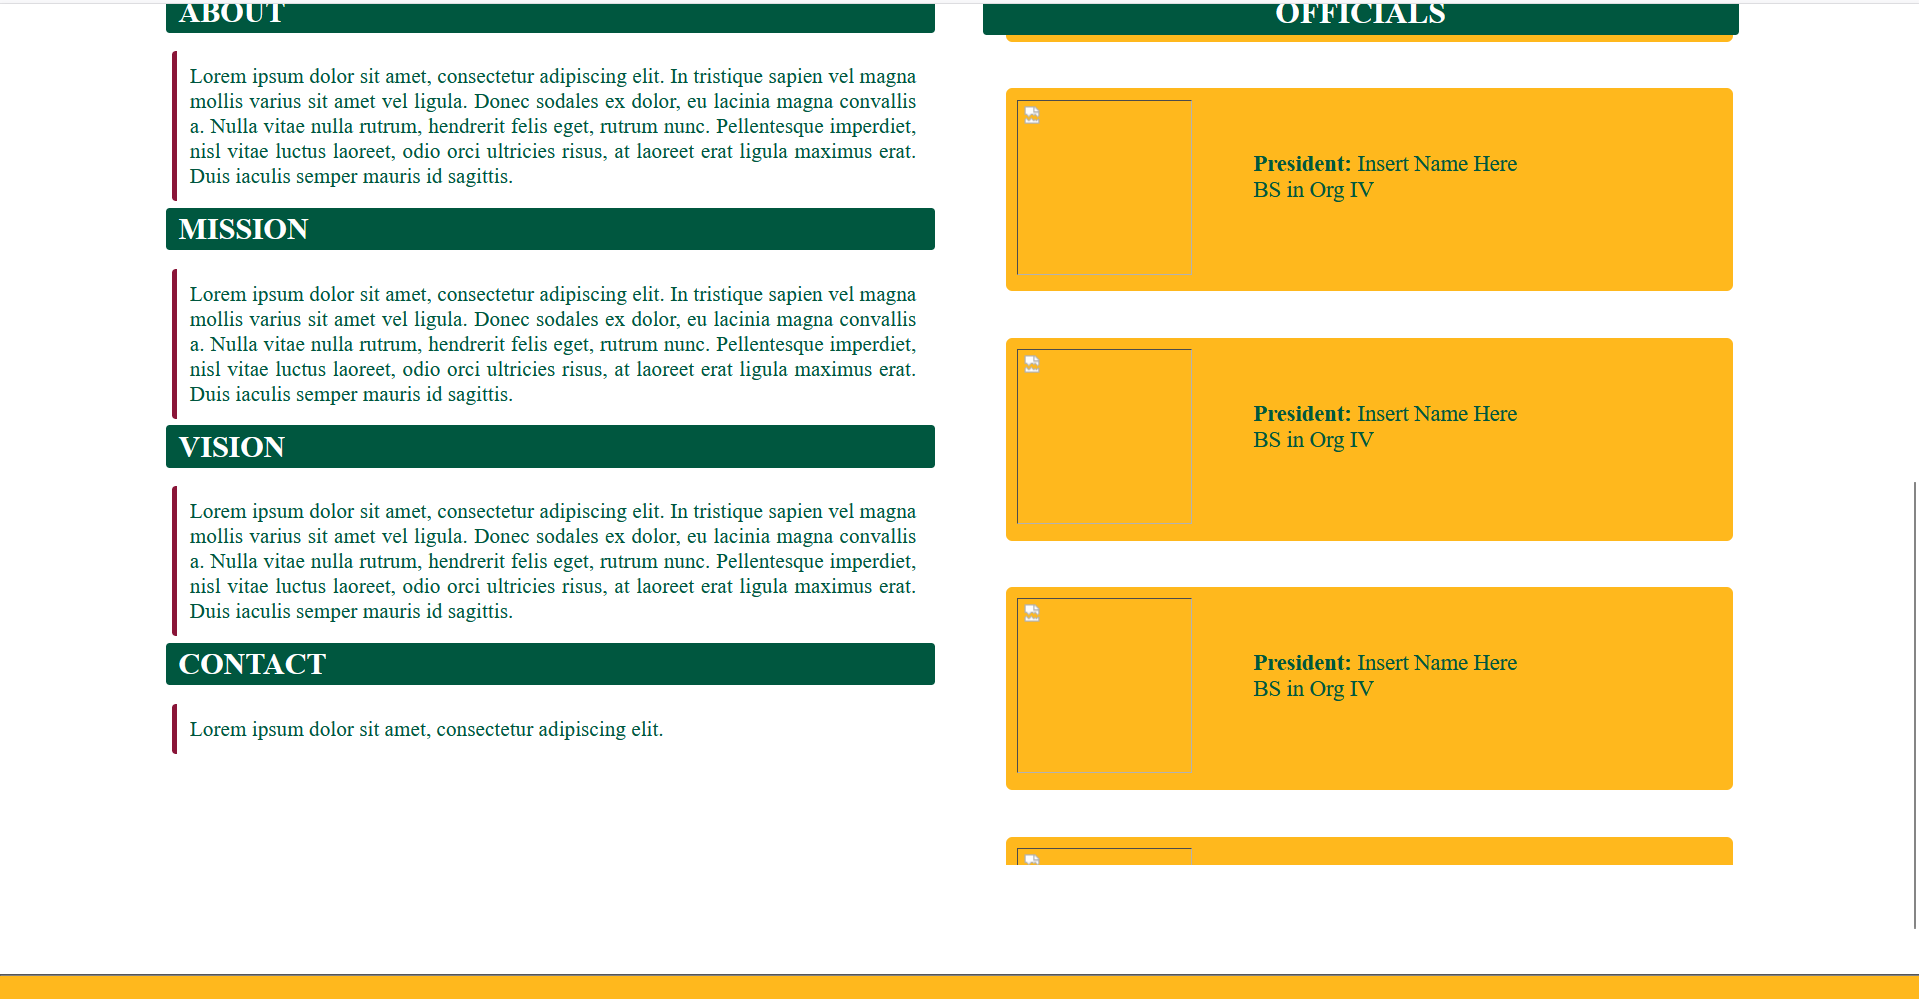 ABOUT
Lorem ipsum dolor sit amet, consectetur adipiscing elit. In tristique sapien vel magna
mollis varius sit amet vel ligula. Donec sodales ex dolor, eu lacinia magna convallis
a. Nulla vitae nulla rutrum, hendrerit felis eget, rutrum nunc. Pellentesque imperdiet,
nisl vitae luctus laoreet, odio orci ultricies risus, at laoreet erat ligula maximus erat.
Duis iaculis semper mauris id sagittis.
MISSION
Lorem ipsum dolor sit amet, consectetur adipiscing elit. In tristique sapien vel magna
mollis varius sit amet vel ligula. Donec sodales ex dolor, eu lacinia magna convallis
a. Nulla vitae nulla rutrum, hendrerit felis eget, rutrum nunc. Pellentesque imperdiet,
nisl vitae luctus laoreet, odio orci ultricies risus, at laoreet erat ligula maximus erat.
Duis iaculis semper mauris id sagittis.
VISION
Lorem ipsum dolor sit amet, consectetur adipiscing elit. In tristique sapien vel magna
mollis varius sit amet vel ligula. Donec sodales ex dolor, eu lacinia magna convallis
a. Nulla vitae nulla rutrum, hendrerit felis eget, rutrum nunc. Pellentesque imperdiet,
nisl vitae luctus laoreet, odio orci ultricies risus, at laoreet erat ligula maximus erat.
Duis iaculis semper mauris id sagittis.
CONTACT
Lorem ipsum dolor sit amet, consectetur adipiscing elit.
OFFICIALS
President: Insert Name Here
BS in Org IV
President: Insert Name Here
BS in Org IV
President: Insert Name Here
BS in Org IV